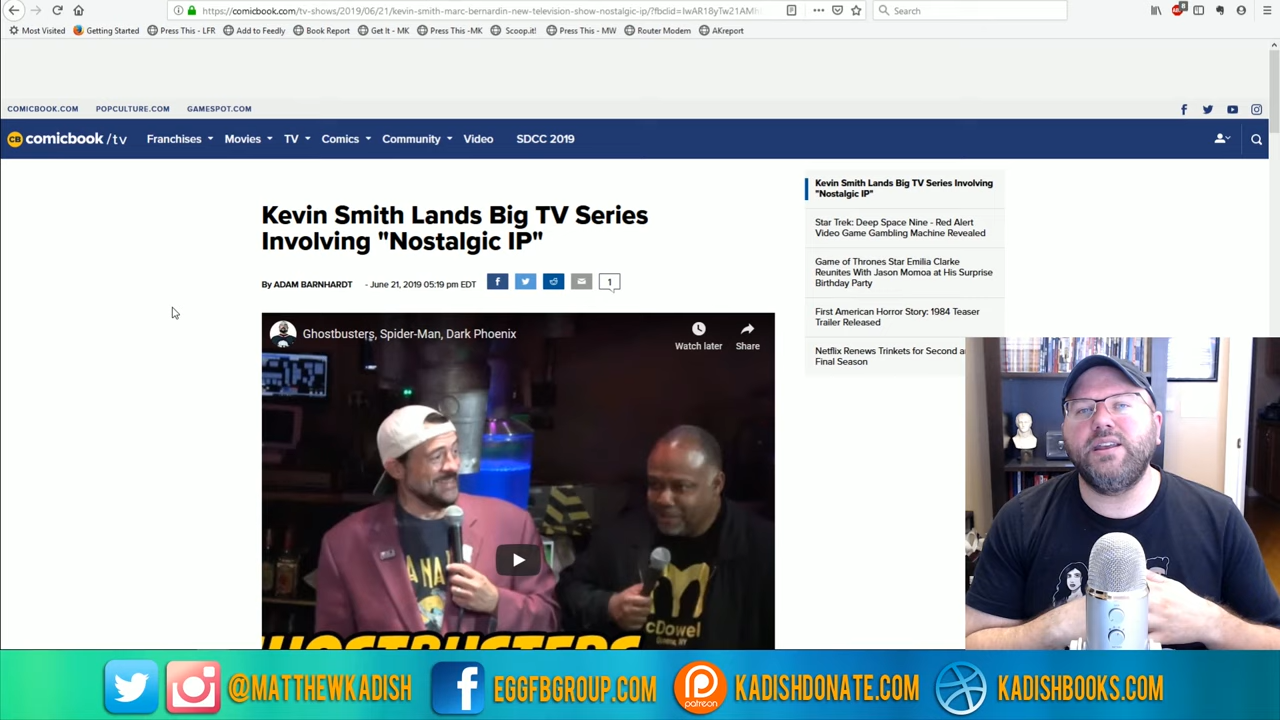 https://comicbook.com/tv-shows/2019/06/21/kevin-smith-marc-bernardin-new-television-show-nostalgic-ip/?fbclid=IwAR18yTw21AM
Search
Most Visited Getting Started Press This - LFR Add to Feedly Book Report Get It - MK Press This -MK Scoop.it! Press This - MW Router Modem AKreport
COMICBOOK.COM POPCULTURE.COM GAMESPOT.COM
CB comicbook/tv Franchises Movies TV Comics Community Video SDCC 2019
Kevin Smith Lands Big TV Series
Involving "Nostalgic IP"
By ADAM BARNHARDT - June 21, 2019 05:19 pm EDT 1
Ghostbusters, Spider-Man, Dark Phoenix
Watch later Share
cDowel
GHOSTBUSTERS
Kevin Smith Lands Big TV Series Involving
"Nostalgic IP"
Star Trek: Deep Space Nine - Red Alert
Video Game Gambling Machine Revealed
Game of Thrones Star Emilia Clarke
Reunites With Jason Momoa at His Surprise
Birthday Party
First American Horror Story: 1984 Teaser
Trailer Released
Netflix Renews Trinkets for Second a
Final Season
@MATTHEWKADISH EGGFBGROUP.COM patreon KADISHDONATE.COM KADISHBOOKS.COM